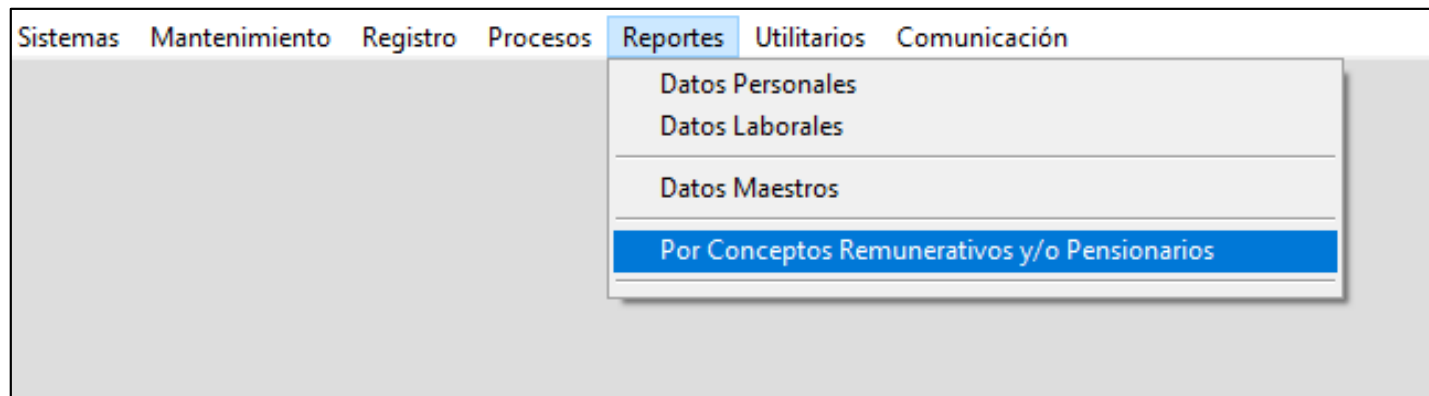 Sistemas Mantenimiento Registro Procesos Reportes Utilitarios Comunicación
Datos Personales
Datos Laborales
Datos Maestros
Por Conceptos Remunerativos y/o Pensionarios